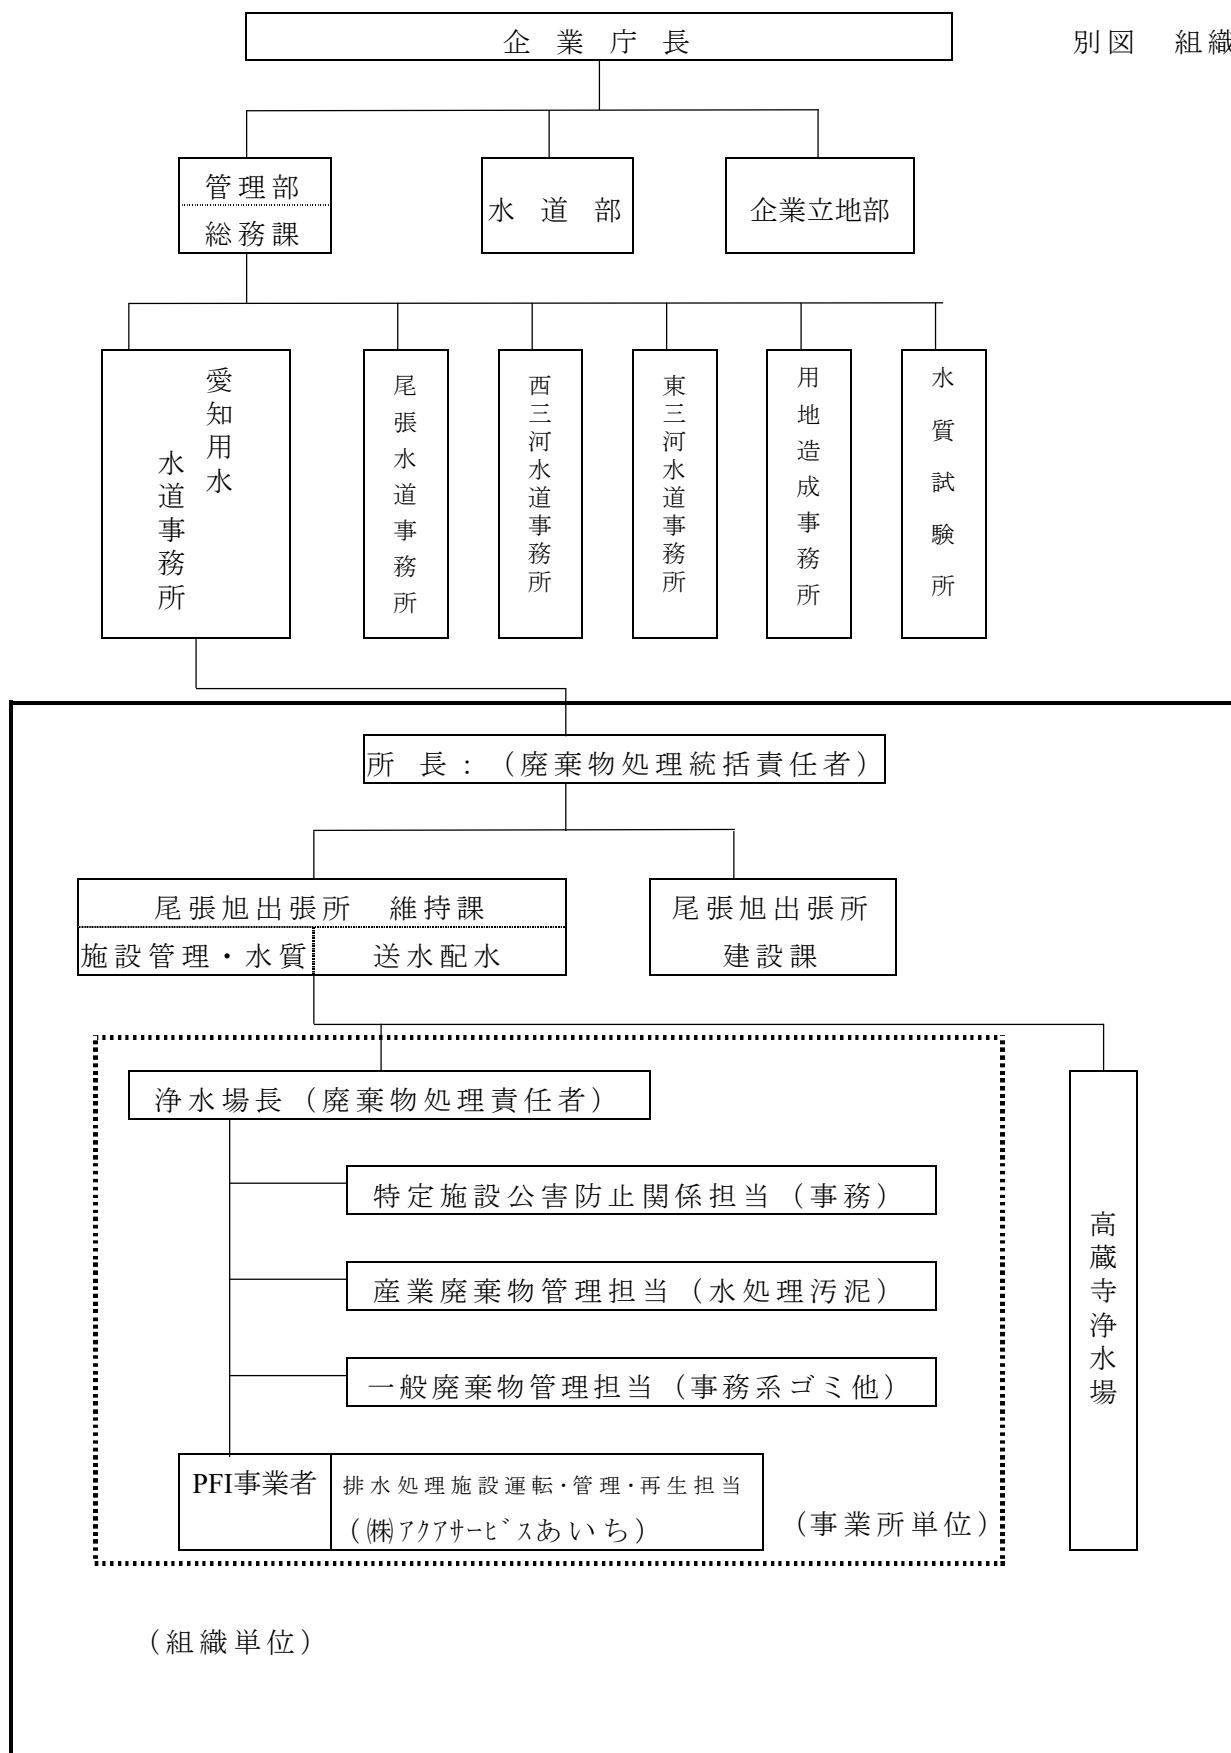 企業庁長
別図 組織
管理部
総務課
水道部
企業立地部
愛知用水
水道事務所
尾張水道事務所
西三河水道事務所
東三河水道事務所
用地造成事務所
水質試験所
所長：（廃棄物処理統括責任者）
尾張旭出張所 維持課
施設管理・水質
送水配水
尾張旭出張所
建設課
浄水場長（廃棄物処理責任者）
特定施設公害防止関係担当（事務）
産業廃棄物管理担当（水処理汚泥）
一般廃棄物管理担当（事務系ゴミ他）
高蔵寺浄水場
PFI事業者
排水処理施設運転・管理・再生担当
（㈱ｱｸｱｻｰﾋﾞｽあいち）
（事業所単位）
（組織単位）